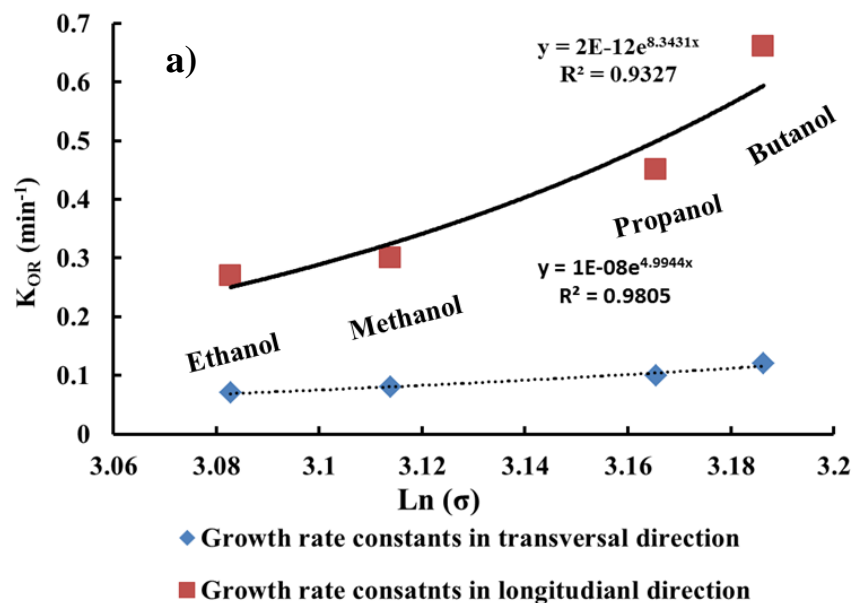 a)
y = 2E-12e^8.3431x
R² = 0.9327
Butanol
Propanol
y = 1E-08e^4.9944x
R² = 0.9805
Methanol
Ethanol
K_OR (min⁻¹)
0.7
0.6
0.5
0.4
0.3
0.2
0.1
0
3.06 3.08 3.1 3.12 3.14 3.16 3.18 3.2
Ln (σ)
Growth rate constants in transversal direction
Growth rate consatnts in longitudianl direction